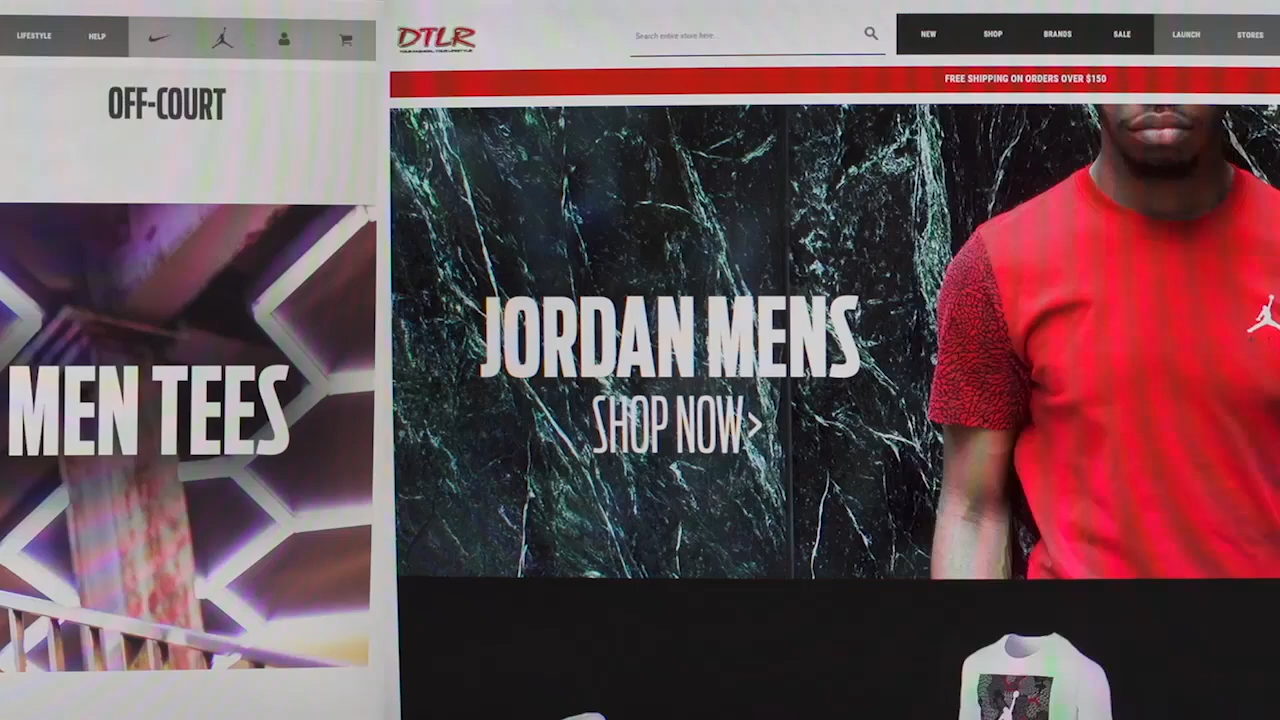 LIFESTYLE
HELP
OFF-COURT
MEN TEES
DTLR
Search entire store here...
NEW
SHOP
BRANDS
SALE
LAUNCH
STORES
FREE SHIPPING ON ORDERS OVER $150
JORDAN MENS
SHOP NOW>